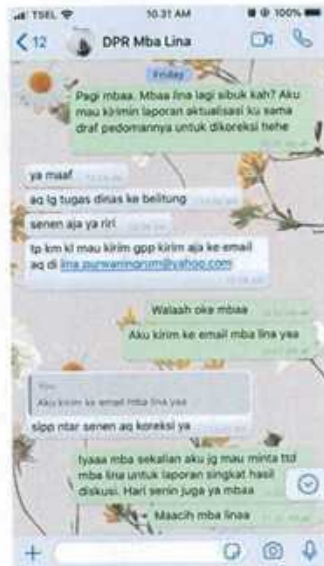 TSEL 10.31 AM 100%
12 DPR Mba Lina
Friday
Pagi mbaa. Mbaa lina lagi sibuk kah? Aku
mau kirimin laporan aktualisasi ku sama
draf pedomannya untuk dikoreksi hehe
ya maaf
aq lg tugas dinas ke belitung
senen aja ya riri
tp km kl mau kirim gpp kirim aja ke email
aq di lina.purwaningrum@yahoo.com
Walaah oke mbaa
Aku kirim ke email mba lina yaa
You
Aku kirim ke email mba lina yaa
sipp ntar senen aq koreksi ya
Iyaaa mba sekalian aku jg mau minta ttd
mba lina untuk laporan singkat hasil
diskusi. Hari senin juga ya mbaa
Maacih mba linaa